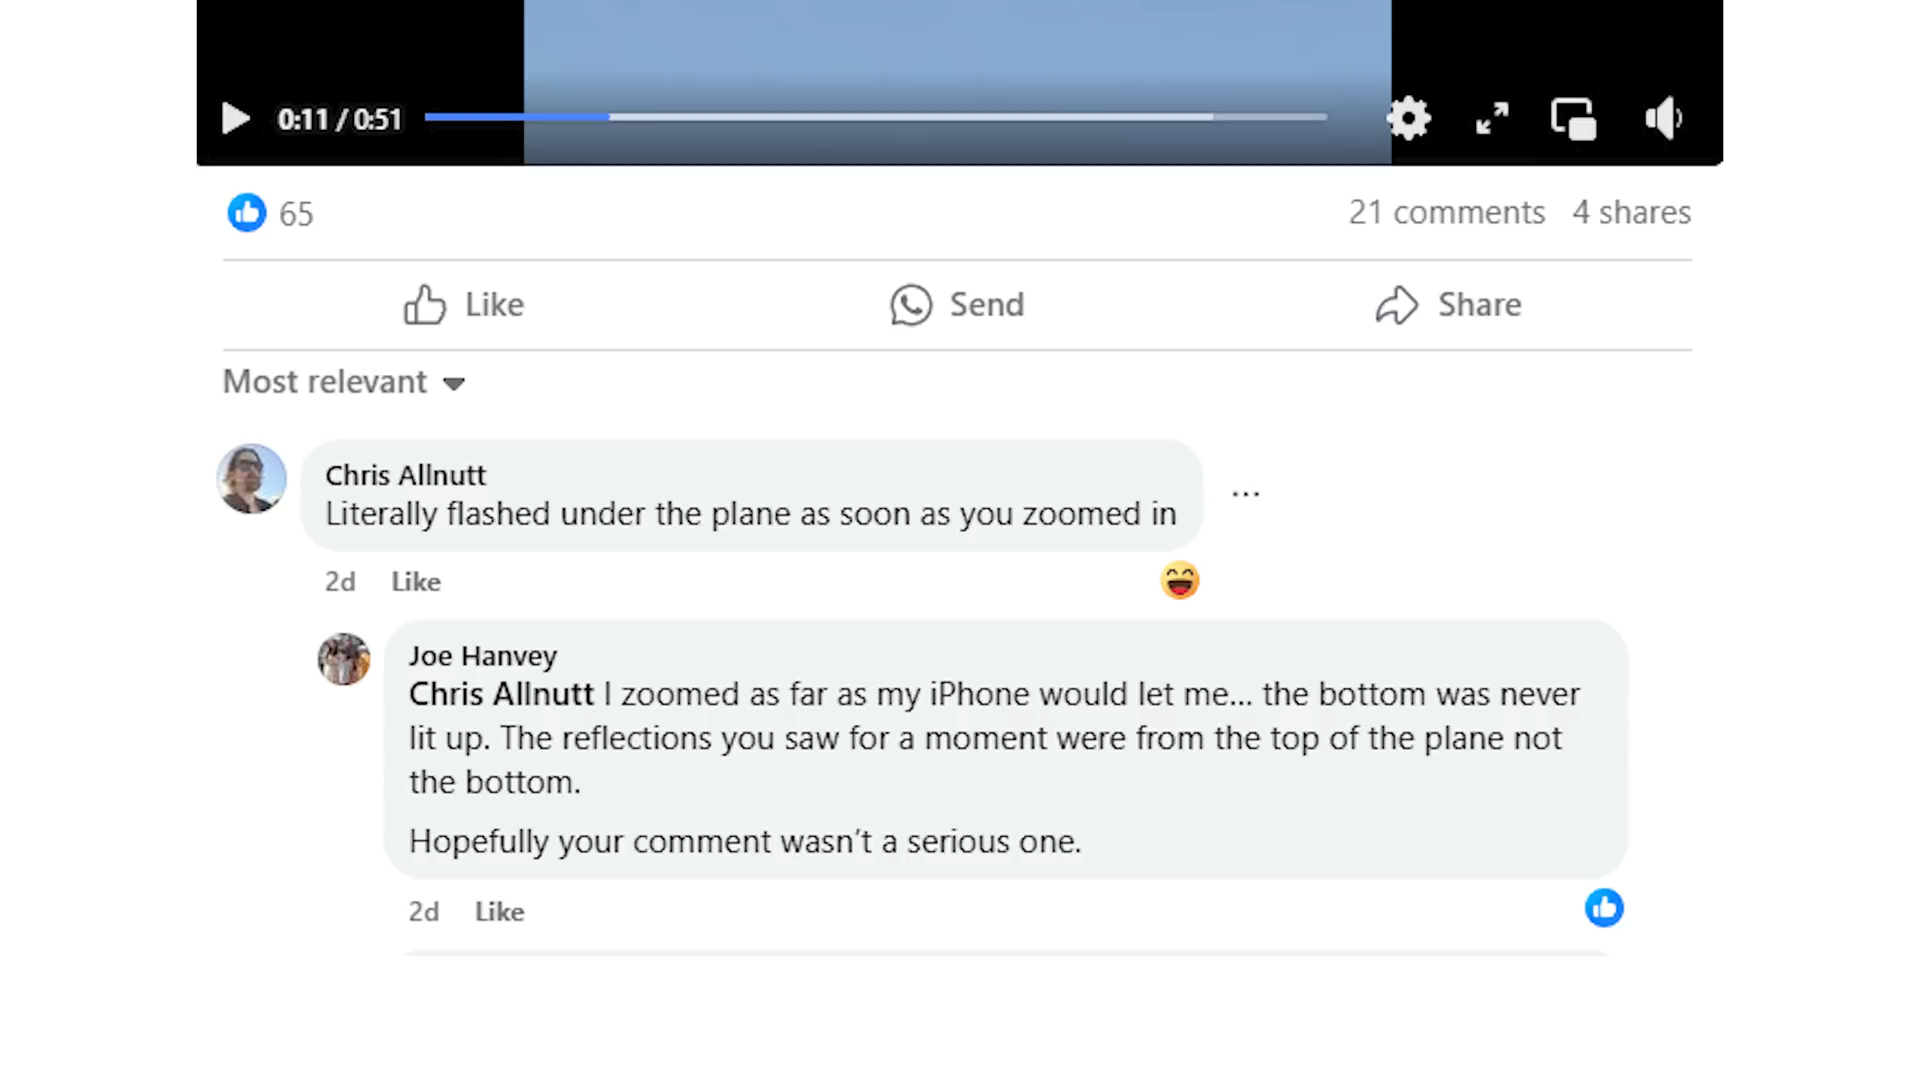 0:11 / 0:51
65
21 comments 4 shares
Like Send Share
Most relevant
Chris Allnutt
Literally flashed under the plane as soon as you zoomed in
...
2d Like
Joe Hanvey
Chris Allnutt I zoomed as far as my iPhone would let me... the bottom was never
lit up. The reflections you saw for a moment were from the top of the plane not
the bottom.
Hopefully your comment wasn't a serious one.
2d Like